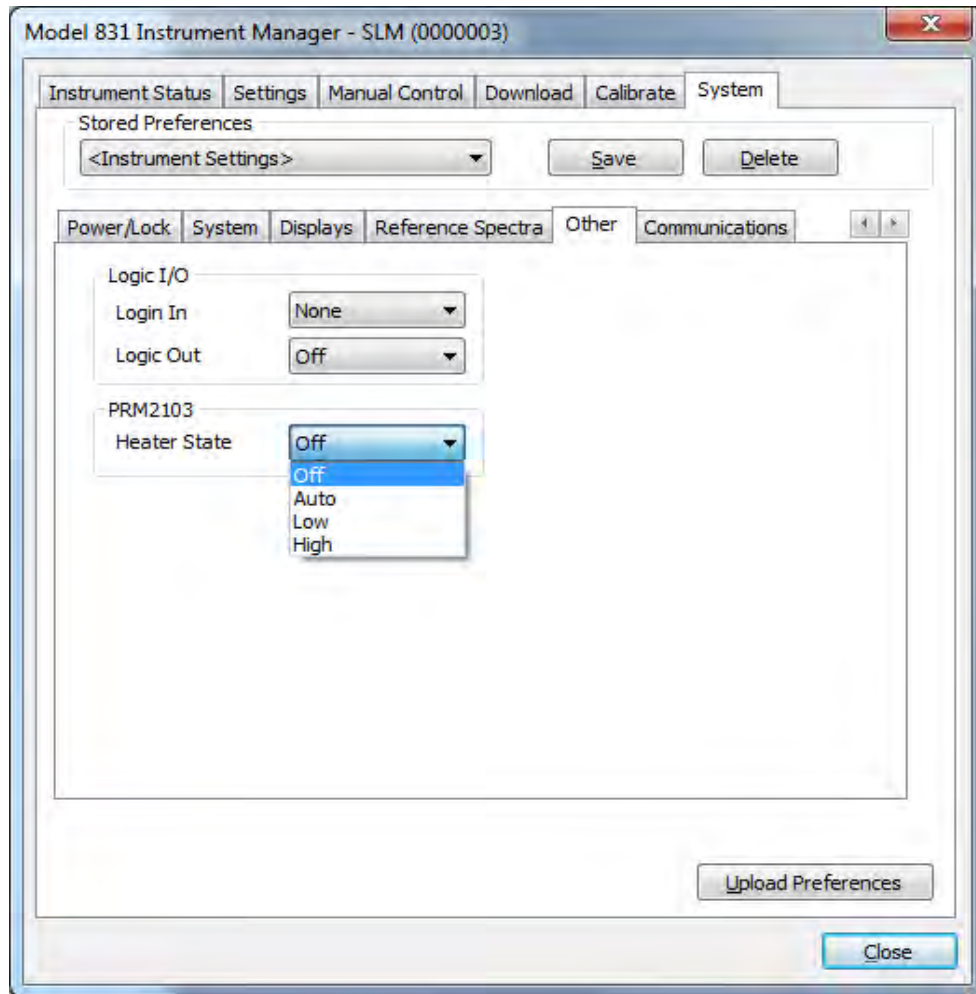 Model 831 Instrument Manager - SLM (0000003)
Instrument Status Settings Manual Control Download Calibrate System
Stored Preferences
<Instrument Settings> Save Delete
Power/Lock System Displays Reference Spectra Other Communications
Logic I/O
Login In None
Logic Out Off
PRM2103
Heater State Off
Off
Auto
Low
High
Upload Preferences
Close